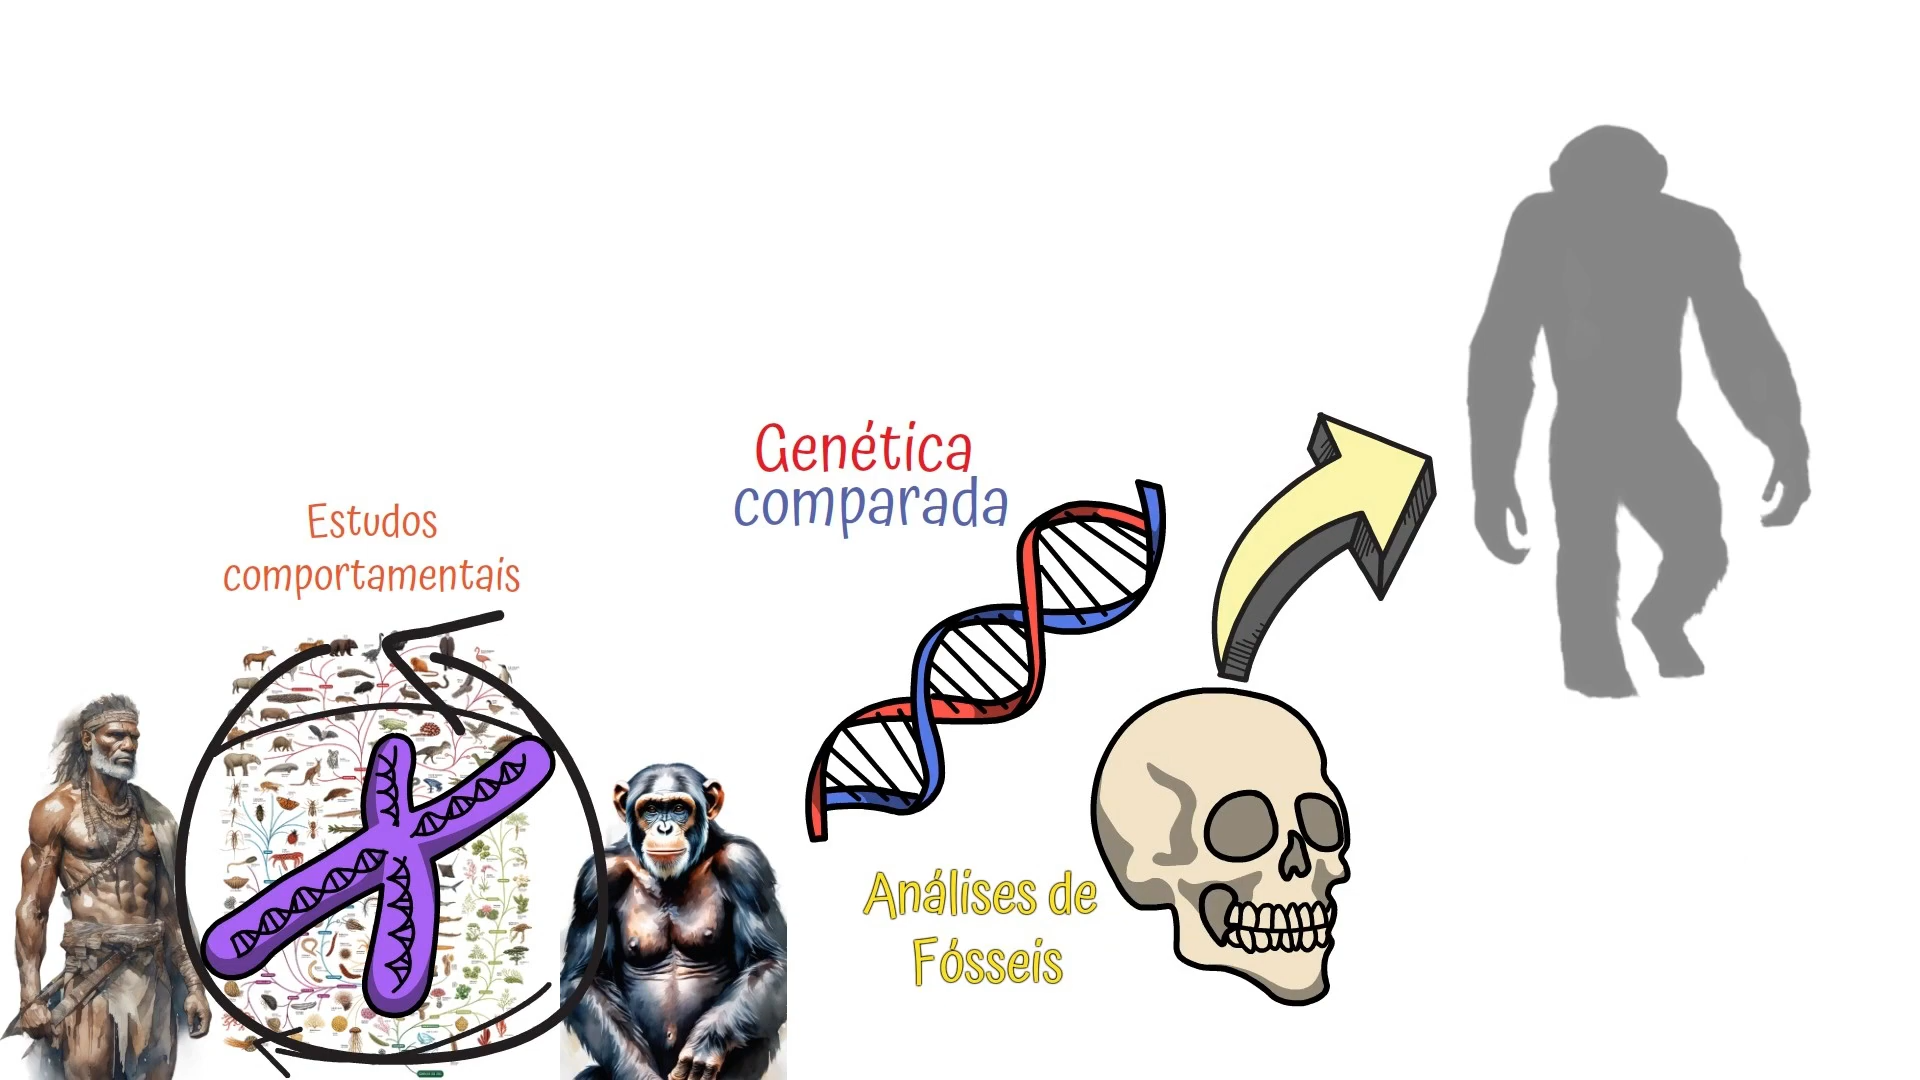 Genética
comparada
Estudos
comportamentais
Análises de
Fósseis